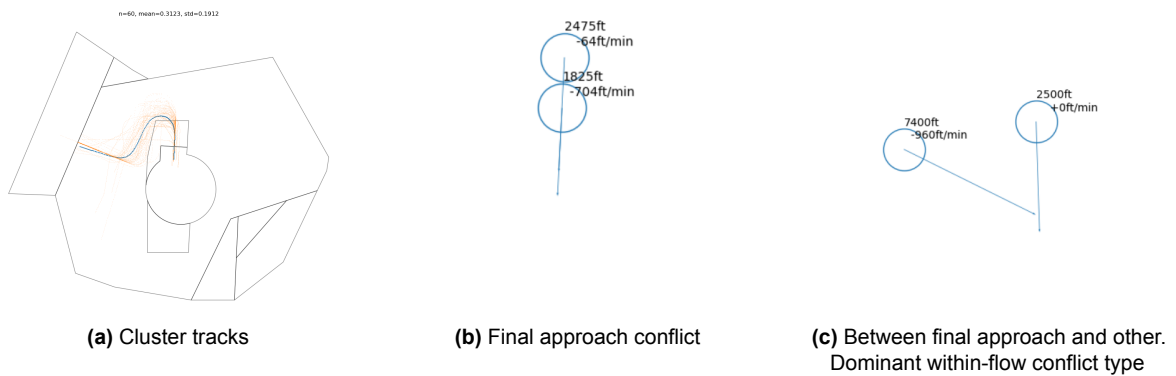 n=60, mean=0.3123, std=0.1912
2475ft
-64ft/min
1825ft
-704ft/min
7400ft
-960ft/min
2500ft
+0ft/min
(a) Cluster tracks
(b) Final approach conflict
(c) Between final approach and other.
Dominant within-flow conflict type